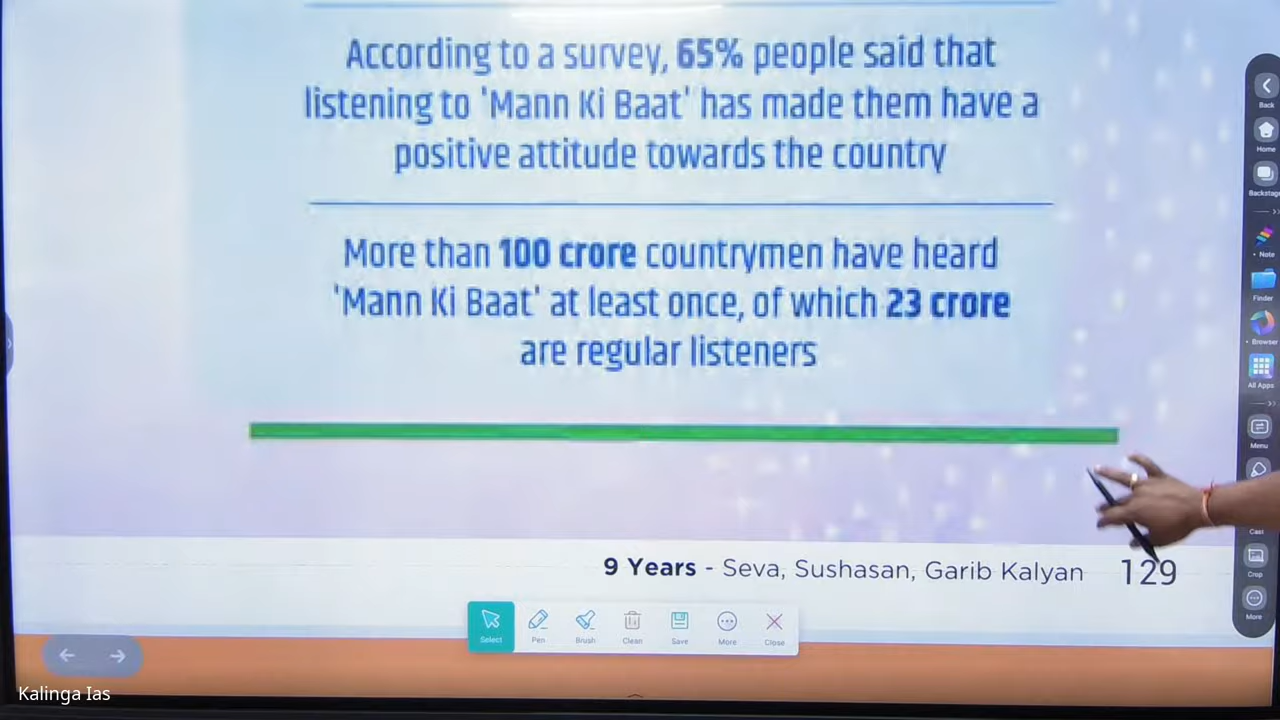 According to a survey, 65% people said that
listening to 'Mann Ki Baat' has made them have a
positive attitude towards the country
More than 100 crore countrymen have heard
'Mann Ki Baat' at least once, of which 23 crore
are regular listeners
9 Years - Seva, Sushasan, Garib Kalyan 129
Select Pen Brush Clean Save More Close
Back
Home
Backstage
Note
Finder
Browser
All Apps
Menu
Cast
Crop
More
Kalinga Ias